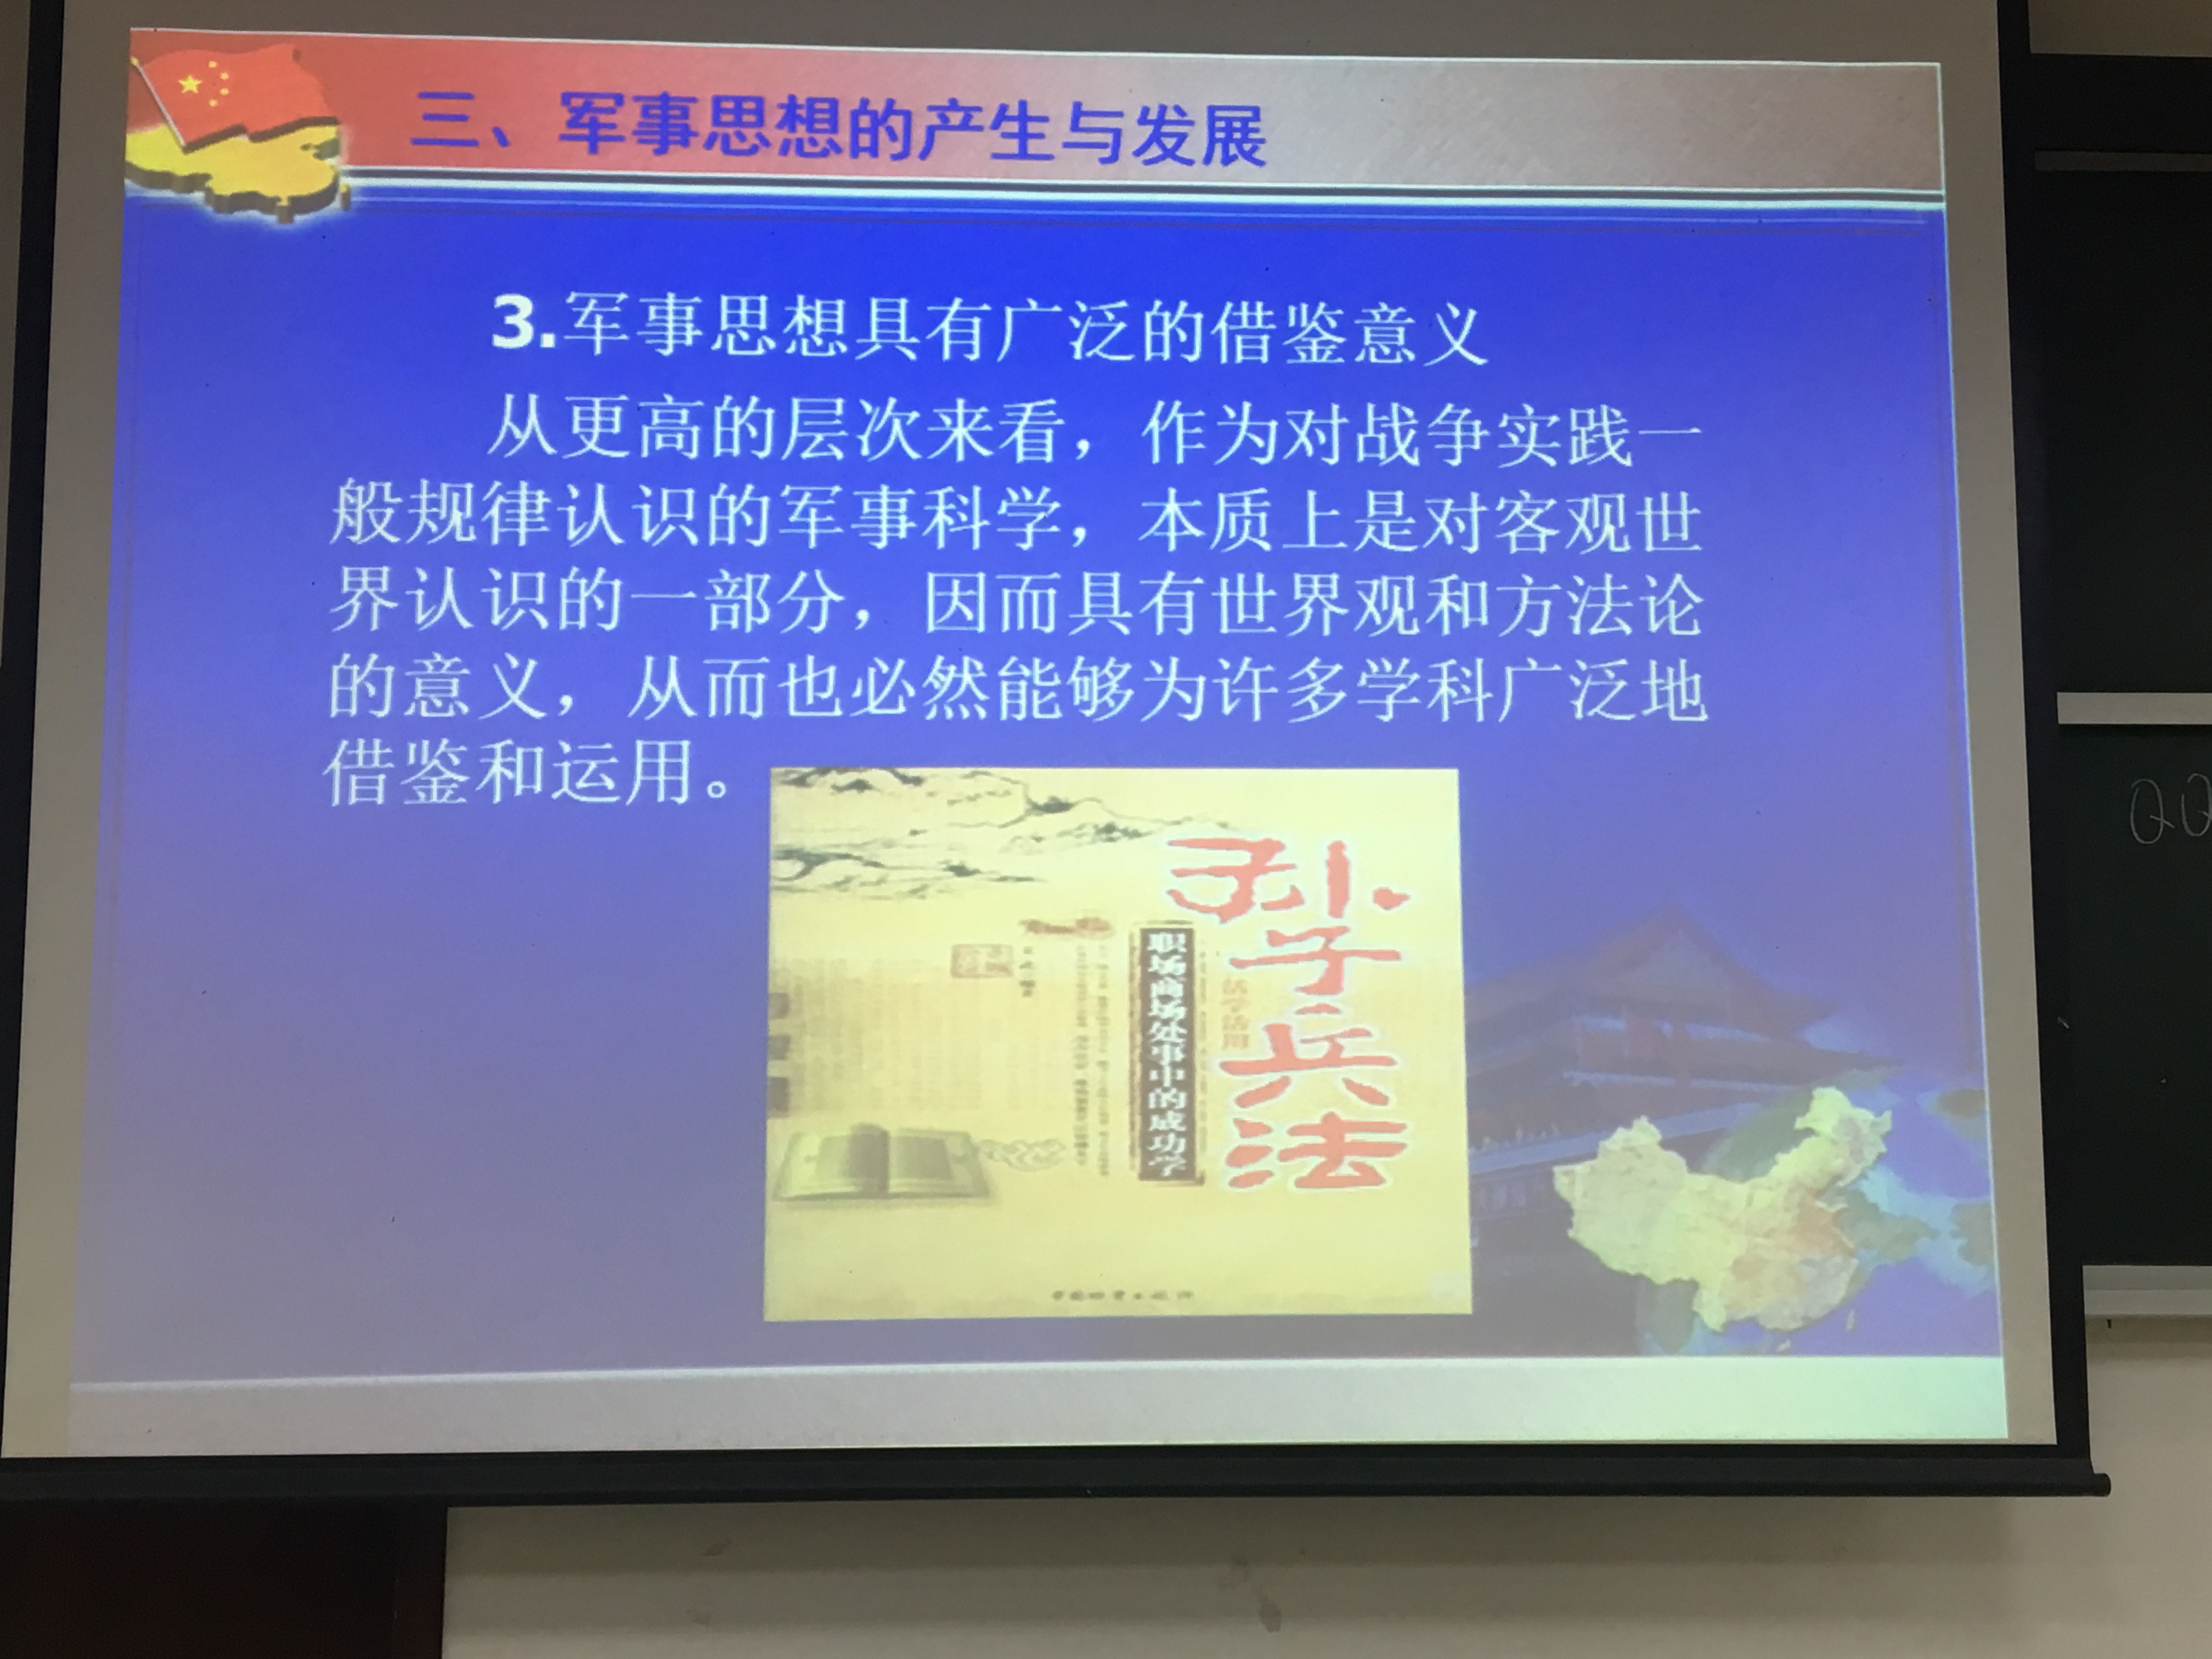 三、军事思想的产生与发展
3.军事思想具有广泛的借鉴意义
从更高的层次来看，作为对战争实践一
般规律认识的军事科学，本质上是对客观世
界认识的一部分，因而具有世界观和方法论
的意义，从而也必然能够为许多学科广泛地
借鉴和运用。
孙子兵法
活学活用
职场商场处事中的成功学
QQ